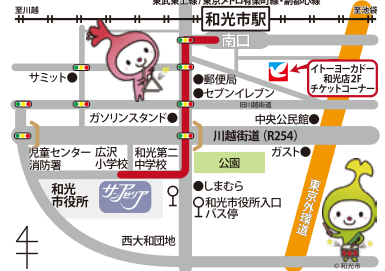 東武東上線/東京メトロ有楽町線・副都心線
至川越
至池袋
和光市駅
南口
イトーヨーカドー
和光店2F
チケットコーナー
サミット
郵便局
セブンイレブン
旧川越街道
ガソリンスタンド
中央公民館
川越街道(R254)
児童センター
消防署
広沢
小学校
和光第二
中学校
公園
ガスト
和光
市役所
サンアゼリア
しまむら
和光市役所入口
バス停
東京外環道
西大和団地
4
©和光市